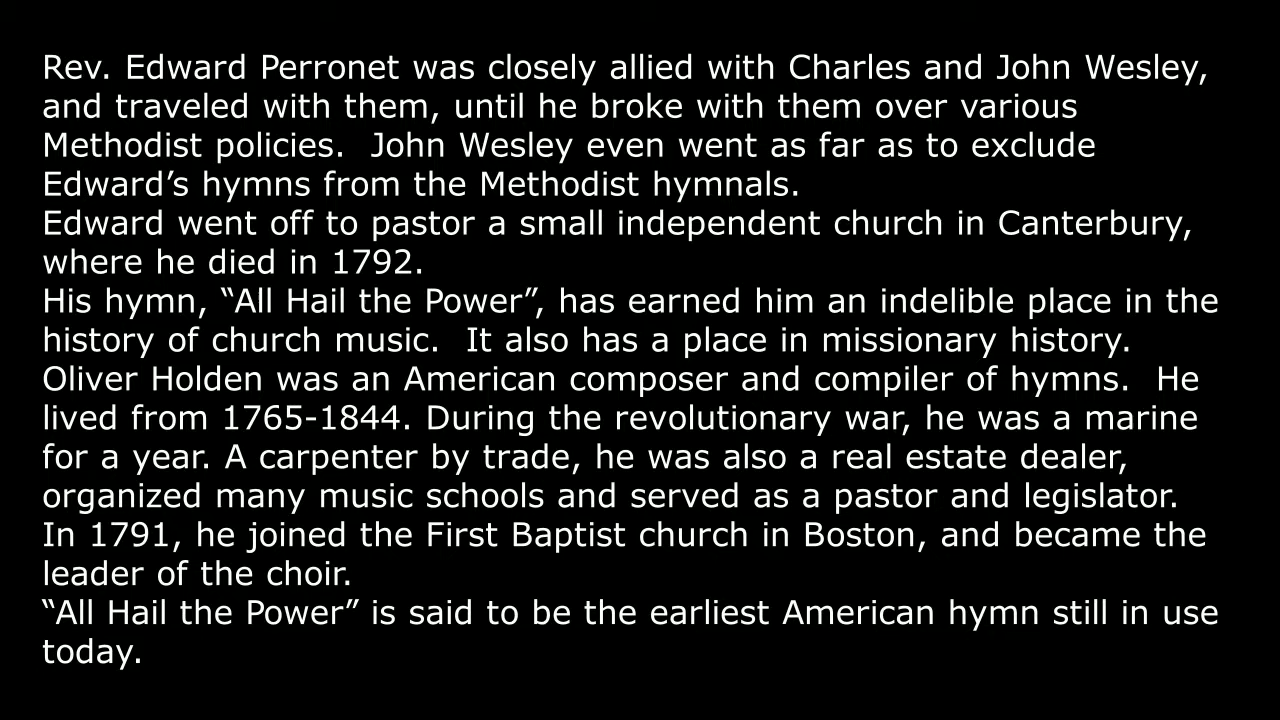 Rev. Edward Perronet was closely allied with Charles and John Wesley,
and traveled with them, until he broke with them over various
Methodist policies.  John Wesley even went as far as to exclude
Edward’s hymns from the Methodist hymnals.
Edward went off to pastor a small independent church in Canterbury,
where he died in 1792.
His hymn, “All Hail the Power”, has earned him an indelible place in the
history of church music.  It also has a place in missionary history.
Oliver Holden was an American composer and compiler of hymns.  He
lived from 1765-1844. During the revolutionary war, he was a marine
for a year. A carpenter by trade, he was also a real estate dealer,
organized many music schools and served as a pastor and legislator.
In 1791, he joined the First Baptist church in Boston, and became the
leader of the choir.
“All Hail the Power” is said to be the earliest American hymn still in use
today.